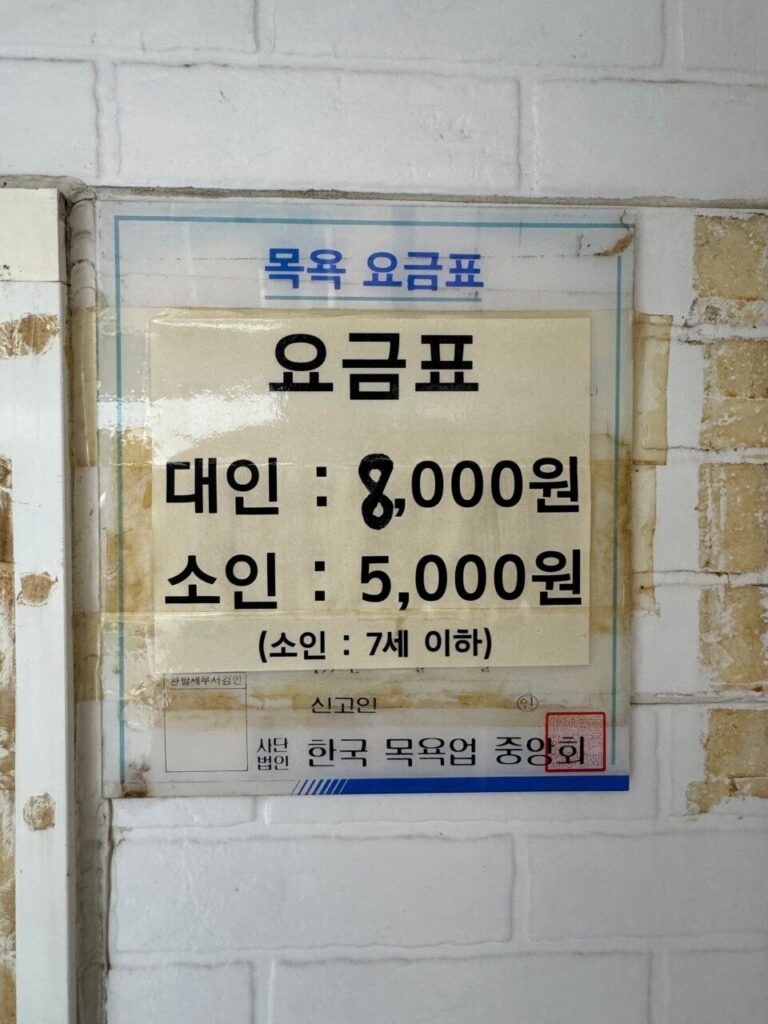 목욕 요금표
요금표
대인 : 8,000원
소인 : 5,000원
(소인 : 7세 이하)
신고인 인
사단법인 한국 목욕업 중앙회